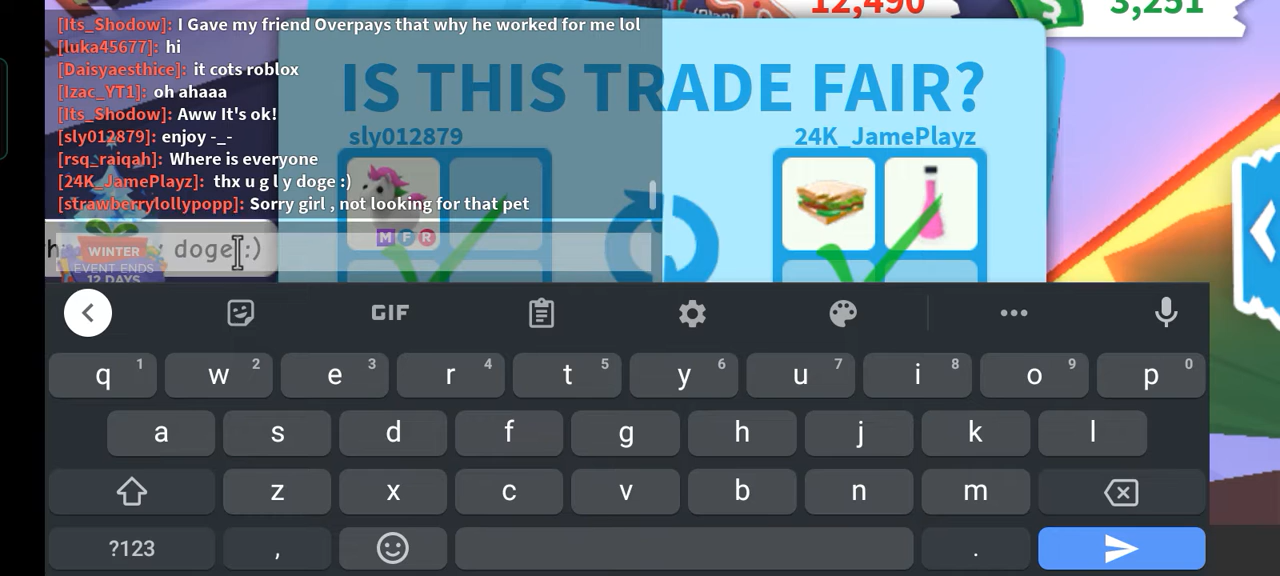 12,490
3,251
[Its_Shodow]: I Gave my friend Overpays that why he worked for me lol
[luka45677]: hi
[Daisyaesthice]: it cots roblox
[Izac_YT1]: oh ahaaa
[Its_Shodow]: Aww It's ok!
[sly012879]: enjoy -_-
[rsq_raiqah]: Where is everyone
[24K_JamePlayz]: thx u g l y doge :)
[strawberrylollypopp]: Sorry girl , not looking for that pet
IS THIS TRADE FAIR?
sly012879
24K_JamePlayz
M F R
doge :)
WINTER
EVENT ENDS
12 DAYS
GIF
q 1 w 2 e 3 r 4 t 5 y 6 u 7 i 8 o 9 p 0
a s d f g h j k l
z x c v b n m
?123 , .